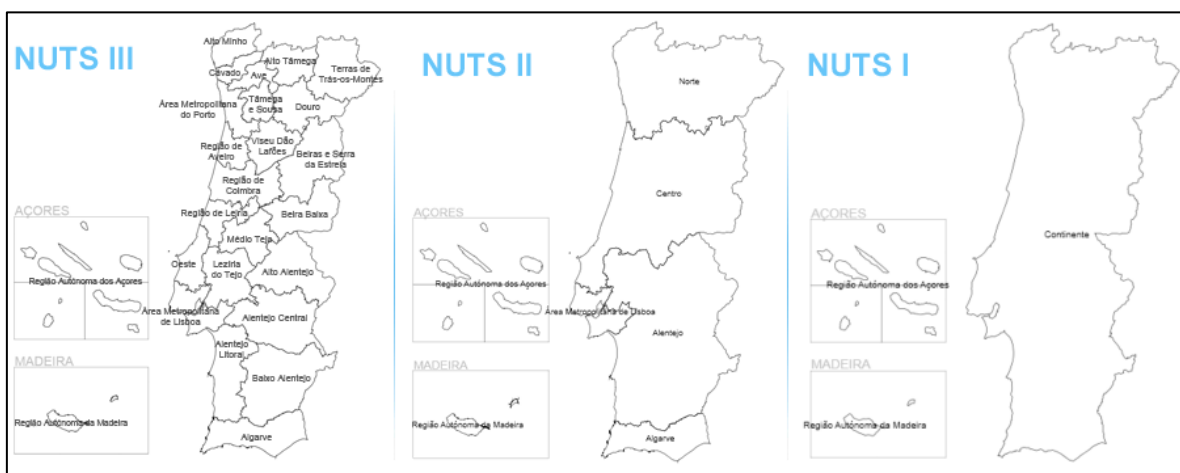 NUTS III
Alto Minho
Alto Tâmega
Terras de
Trás-os-Montes
Cavado
Ave
Área Metropolitana
do Porto
Tâmega
e Sousa
Douro
Região de
Aveiro
Viseu Dão
Lafões
Beiras e Serra
da Estrela
Região de
Coimbra
Região de Leiria
Beira Baixa
Médio Tejo
Oeste
Lezíria
do Tejo
Alto Alentejo
Área Metropolitana
de Lisboa
Alentejo Central
Alentejo
Litoral
Baixo Alentejo
Algarve
AÇORES
Região Autónoma dos Açores
MADEIRA
Região Autónoma da Madeira
NUTS II
Norte
Centro
Área Metropolitana de Lisboa
Alentejo
Algarve
AÇORES
Região Autónoma dos Açores
MADEIRA
Região Autónoma da Madeira
NUTS I
Continente
AÇORES
Região Autónoma dos Açores
MADEIRA
Região Autónoma da Madeira